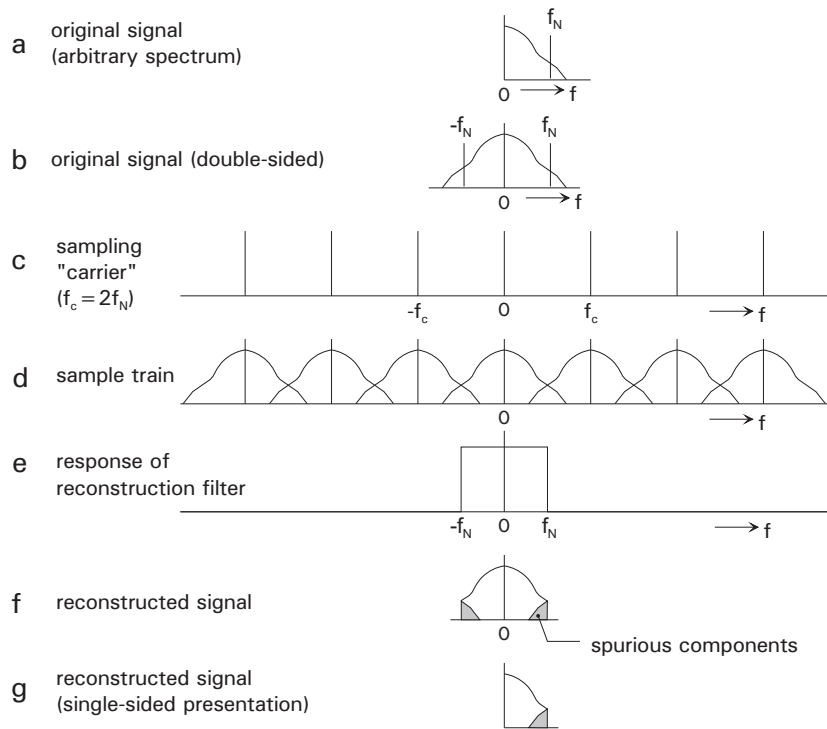 a
original signal
(arbitrary spectrum)
f_N
0
f
b
original signal (double-sided)
-f_N
f_N
0
f
c
sampling
"carrier"
(f_c = 2f_N)
-f_c
0
f_c
f
d
sample train
0
f
e
response of
reconstruction filter
-f_N
0
f_N
f
f
reconstructed signal
0
spurious components
g
reconstructed signal
(single-sided presentation)